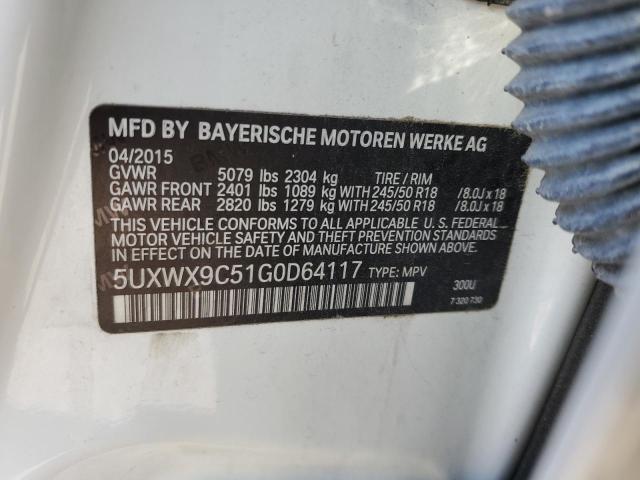 MFD BY BAYERISCHE MOTOREN WERKE AG
04/2015
GVWR 5079 lbs 2304 kg TIRE / RIM
GAWR FRONT 2401 lbs 1089 kg WITH 245/50 R18 /8.0J x 18
GAWR REAR 2820 lbs 1279 kg WITH 245/50 R18 /8.0J x 18
THIS VEHICLE CONFORMS TO ALL APPLICABLE U. S. FEDERAL
MOTOR VEHICLE SAFETY AND THEFT PREVENTION STANDARDS
IN EFFECT ON THE DATE OF MANUFACTURE SHOWN ABOVE.
5UXWX9C51G0D64117 TYPE: MPV
300U
7 320 730